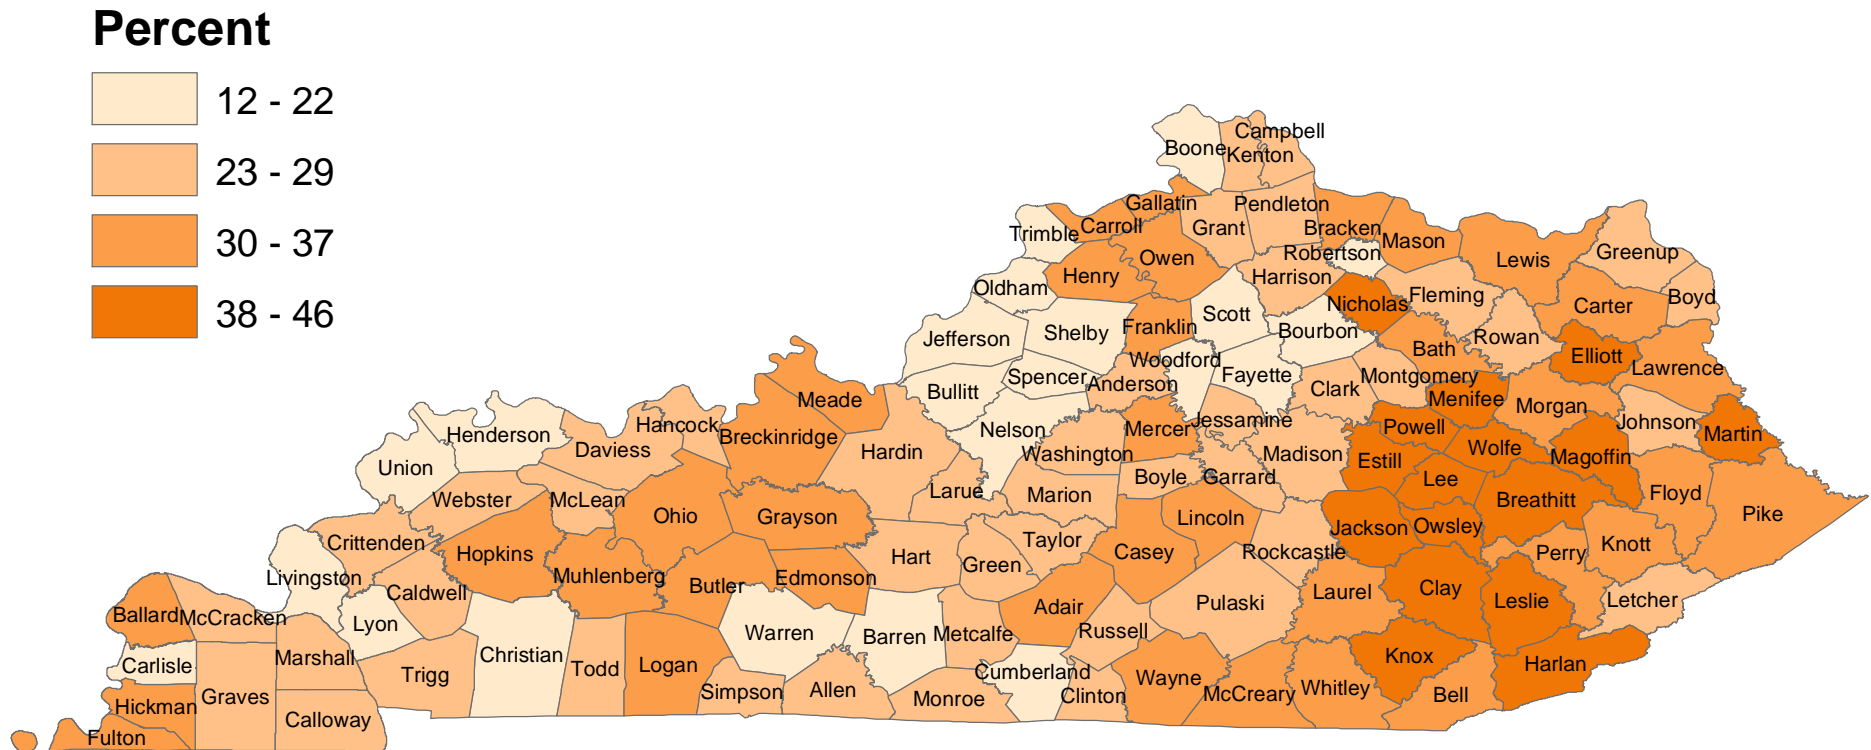 Percent
12 - 22
23 - 29
30 - 37
38 - 46
Campbell
Boone
Kenton
Gallatin
Pendleton
Trimble
Carroll
Grant
Bracken
Mason
Owen
Robertson
Lewis
Greenup
Henry
Harrison
Oldham
Nicholas
Fleming
Boyd
Carter
Scott
Jefferson
Shelby
Franklin
Bourbon
Rowan
Bath
Elliott
Woodford
Lawrence
Spencer
Fayette
Montgomery
Bullitt
Anderson
Clark
Menifee
Meade
Morgan
Johnson
Hancock
Jessamine
Powell
Martin
Henderson
Breckinridge
Nelson
Mercer
Daviess
Hardin
Washington
Madison
Wolfe
Magoffin
Union
Estill
Boyle
Garrard
Lee
Webster
McLean
Larue
Marion
Breathitt
Floyd
Ohio
Grayson
Lincoln
Jackson
Owsley
Pike
Crittenden
Hopkins
Hart
Taylor
Casey
Rockcastle
Perry
Knott
Green
Livingston
Muhlenberg
Butler
Edmonson
Caldwell
Laurel
Clay
Leslie
Letcher
Ballard
McCracken
Lyon
Adair
Pulaski
Warren
Barren
Metcalfe
Russell
Carlisle
Marshall
Christian
Trigg
Todd
Logan
Knox
Harlan
Cumberland
Wayne
Graves
Simpson
Allen
Monroe
Clinton
McCreary
Whitley
Bell
Hickman
Calloway
Fulton